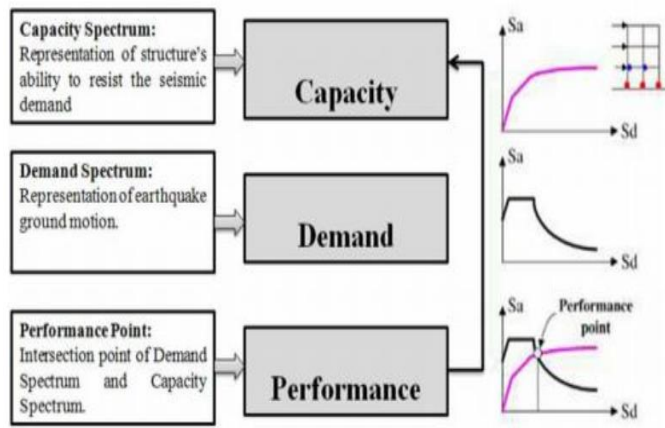 Capacity Spectrum:
Representation of structure's
ability to resist the seismic
demand
Capacity
Sa
Sd
Demand Spectrum:
Representation of earthquake
ground motion.
Demand
Sa
Sd
Performance Point:
Intersection point of Demand
Spectrum and Capacity
Spectrum.
Performance
Sa
Performance
point
Sd